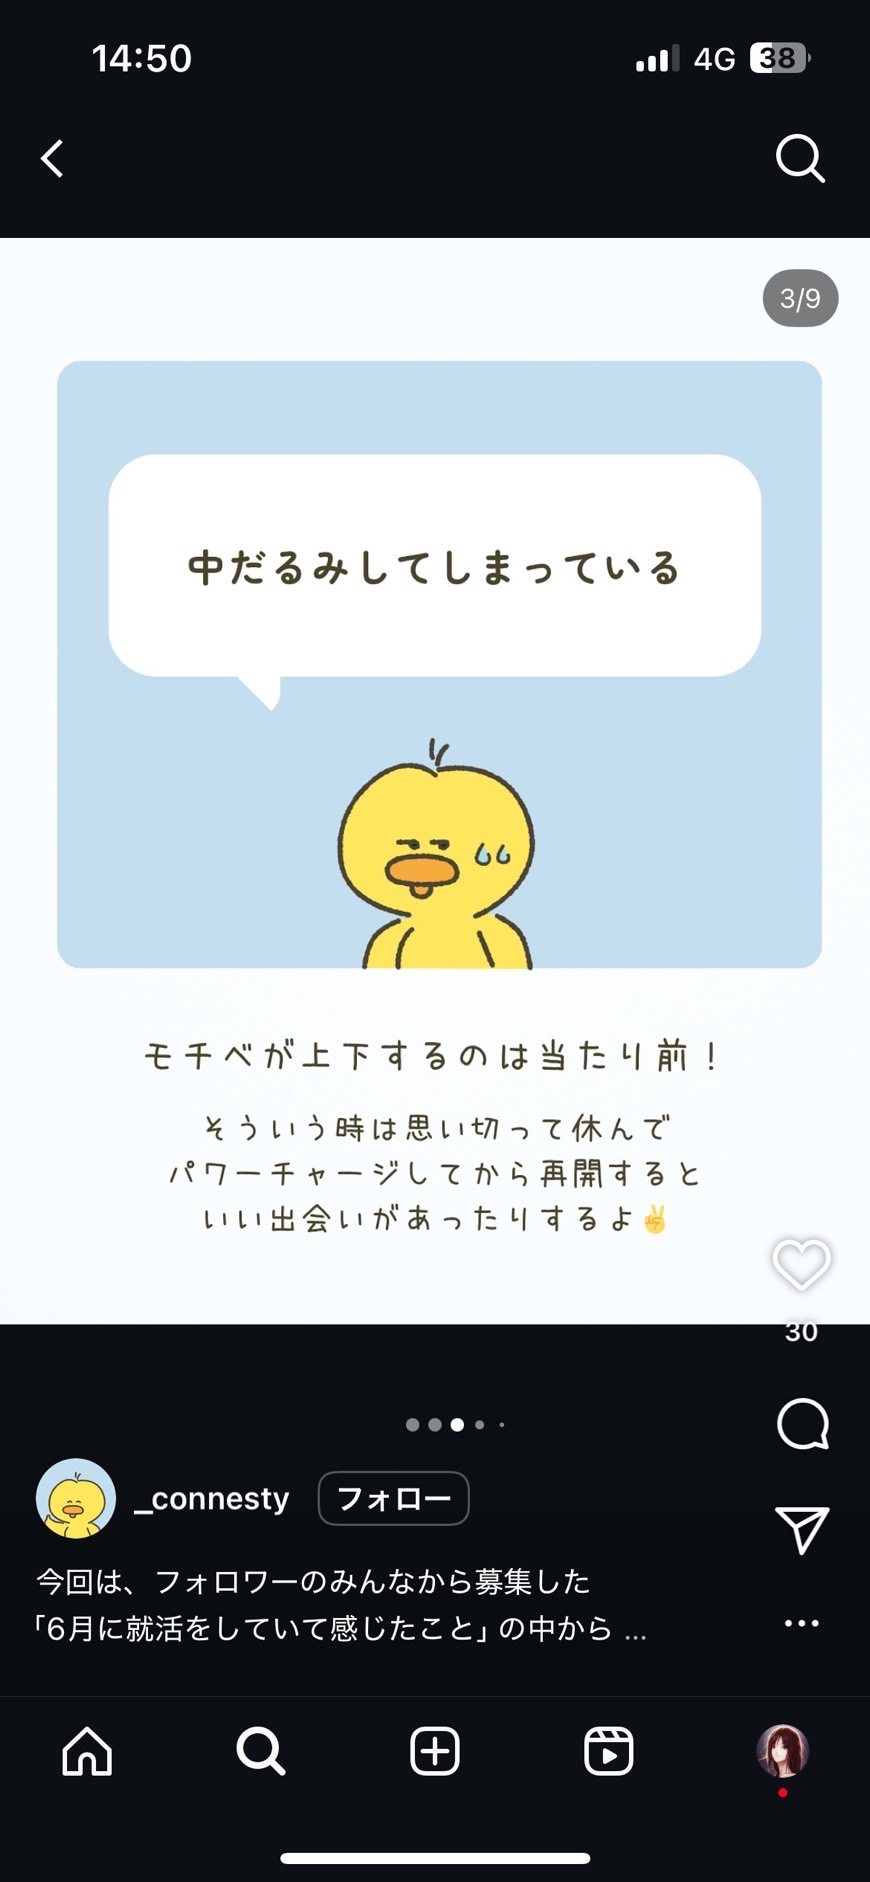 14:50
4G 38
3/9
中だるみしてしまっている
モチベが上下するのは当たり前！
そういう時は思い切って休んで
パワーチャージしてから再開すると
いい出会いがあったりするよ✌️
30
_connesty フォロー
今回は、フォロワーのみんなから募集した
「6月に就活をしていて感じたこと」の中から ...